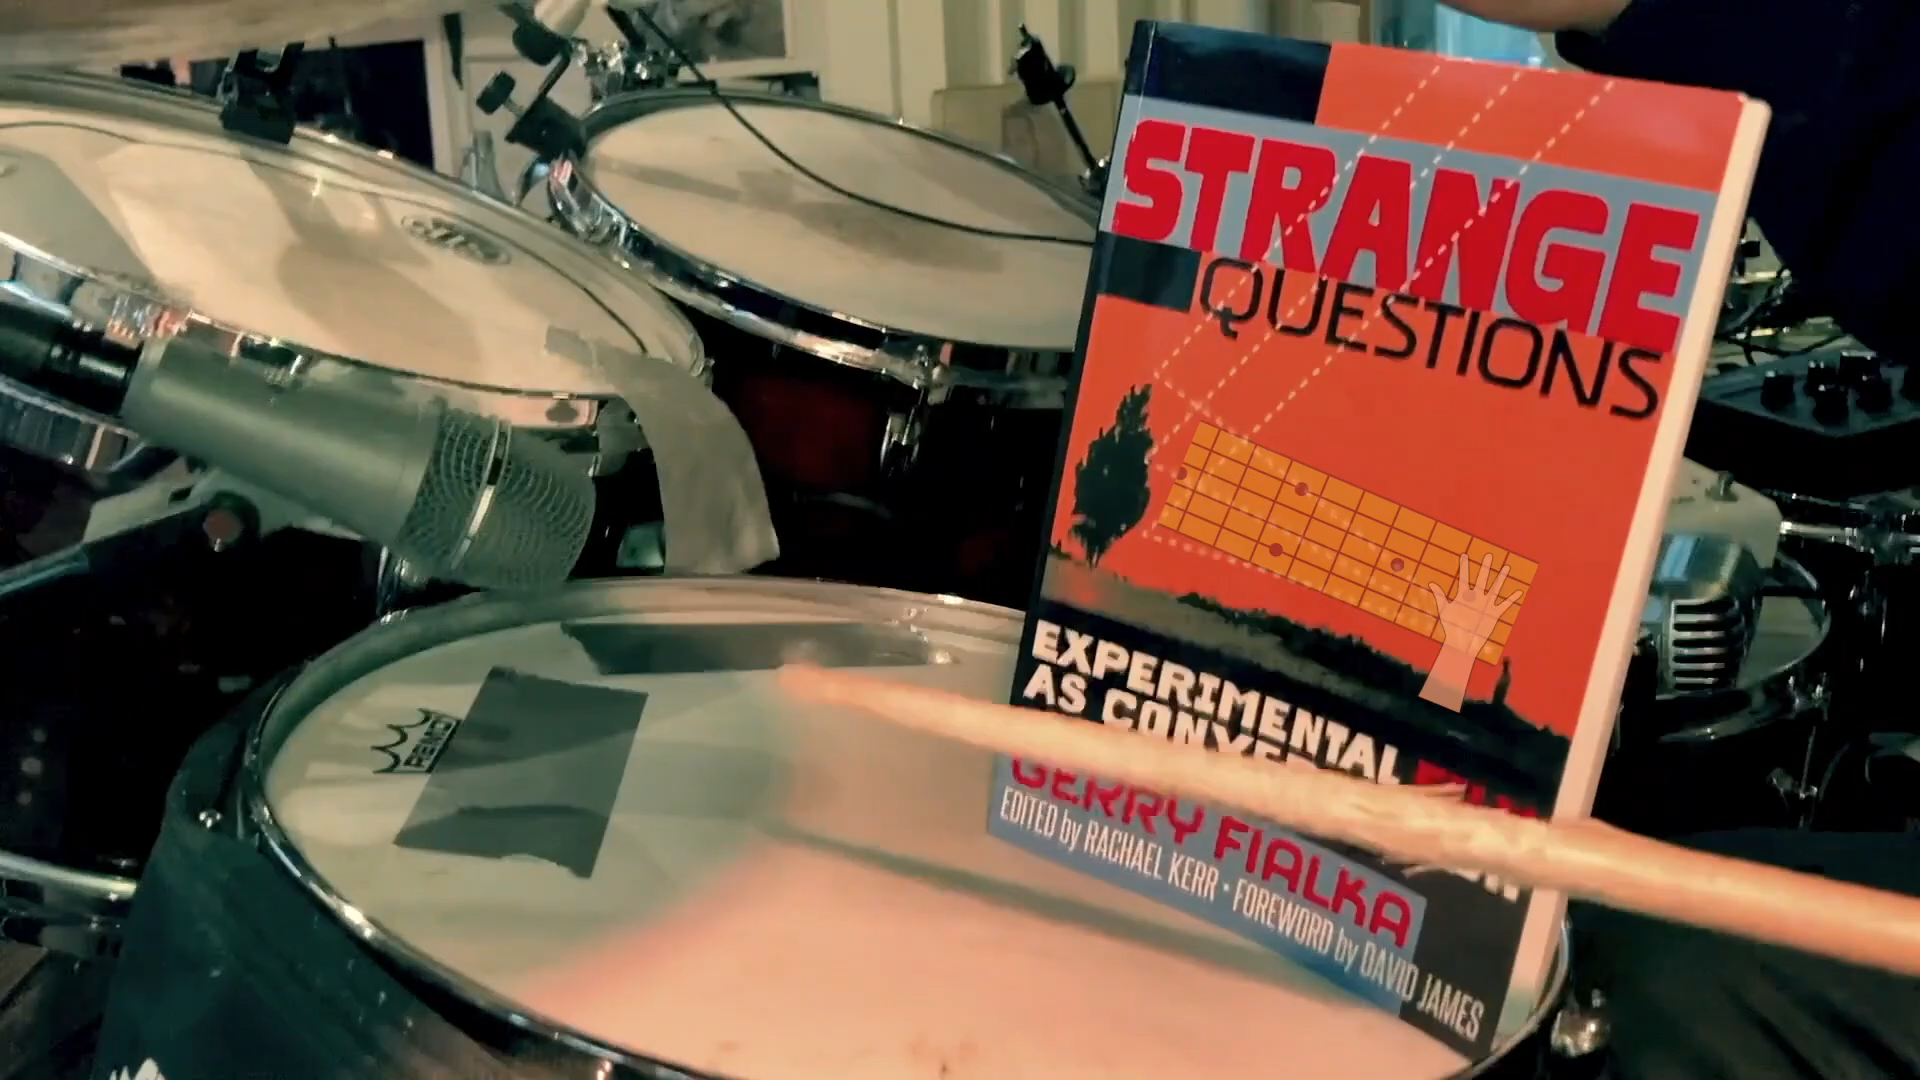 STRANGE
QUESTIONS
EXPERIMENTAL
AS
GERRY FIALKA
EDITED by RACHAEL KERR · FOREWORD by DAVID JAMES
REMO